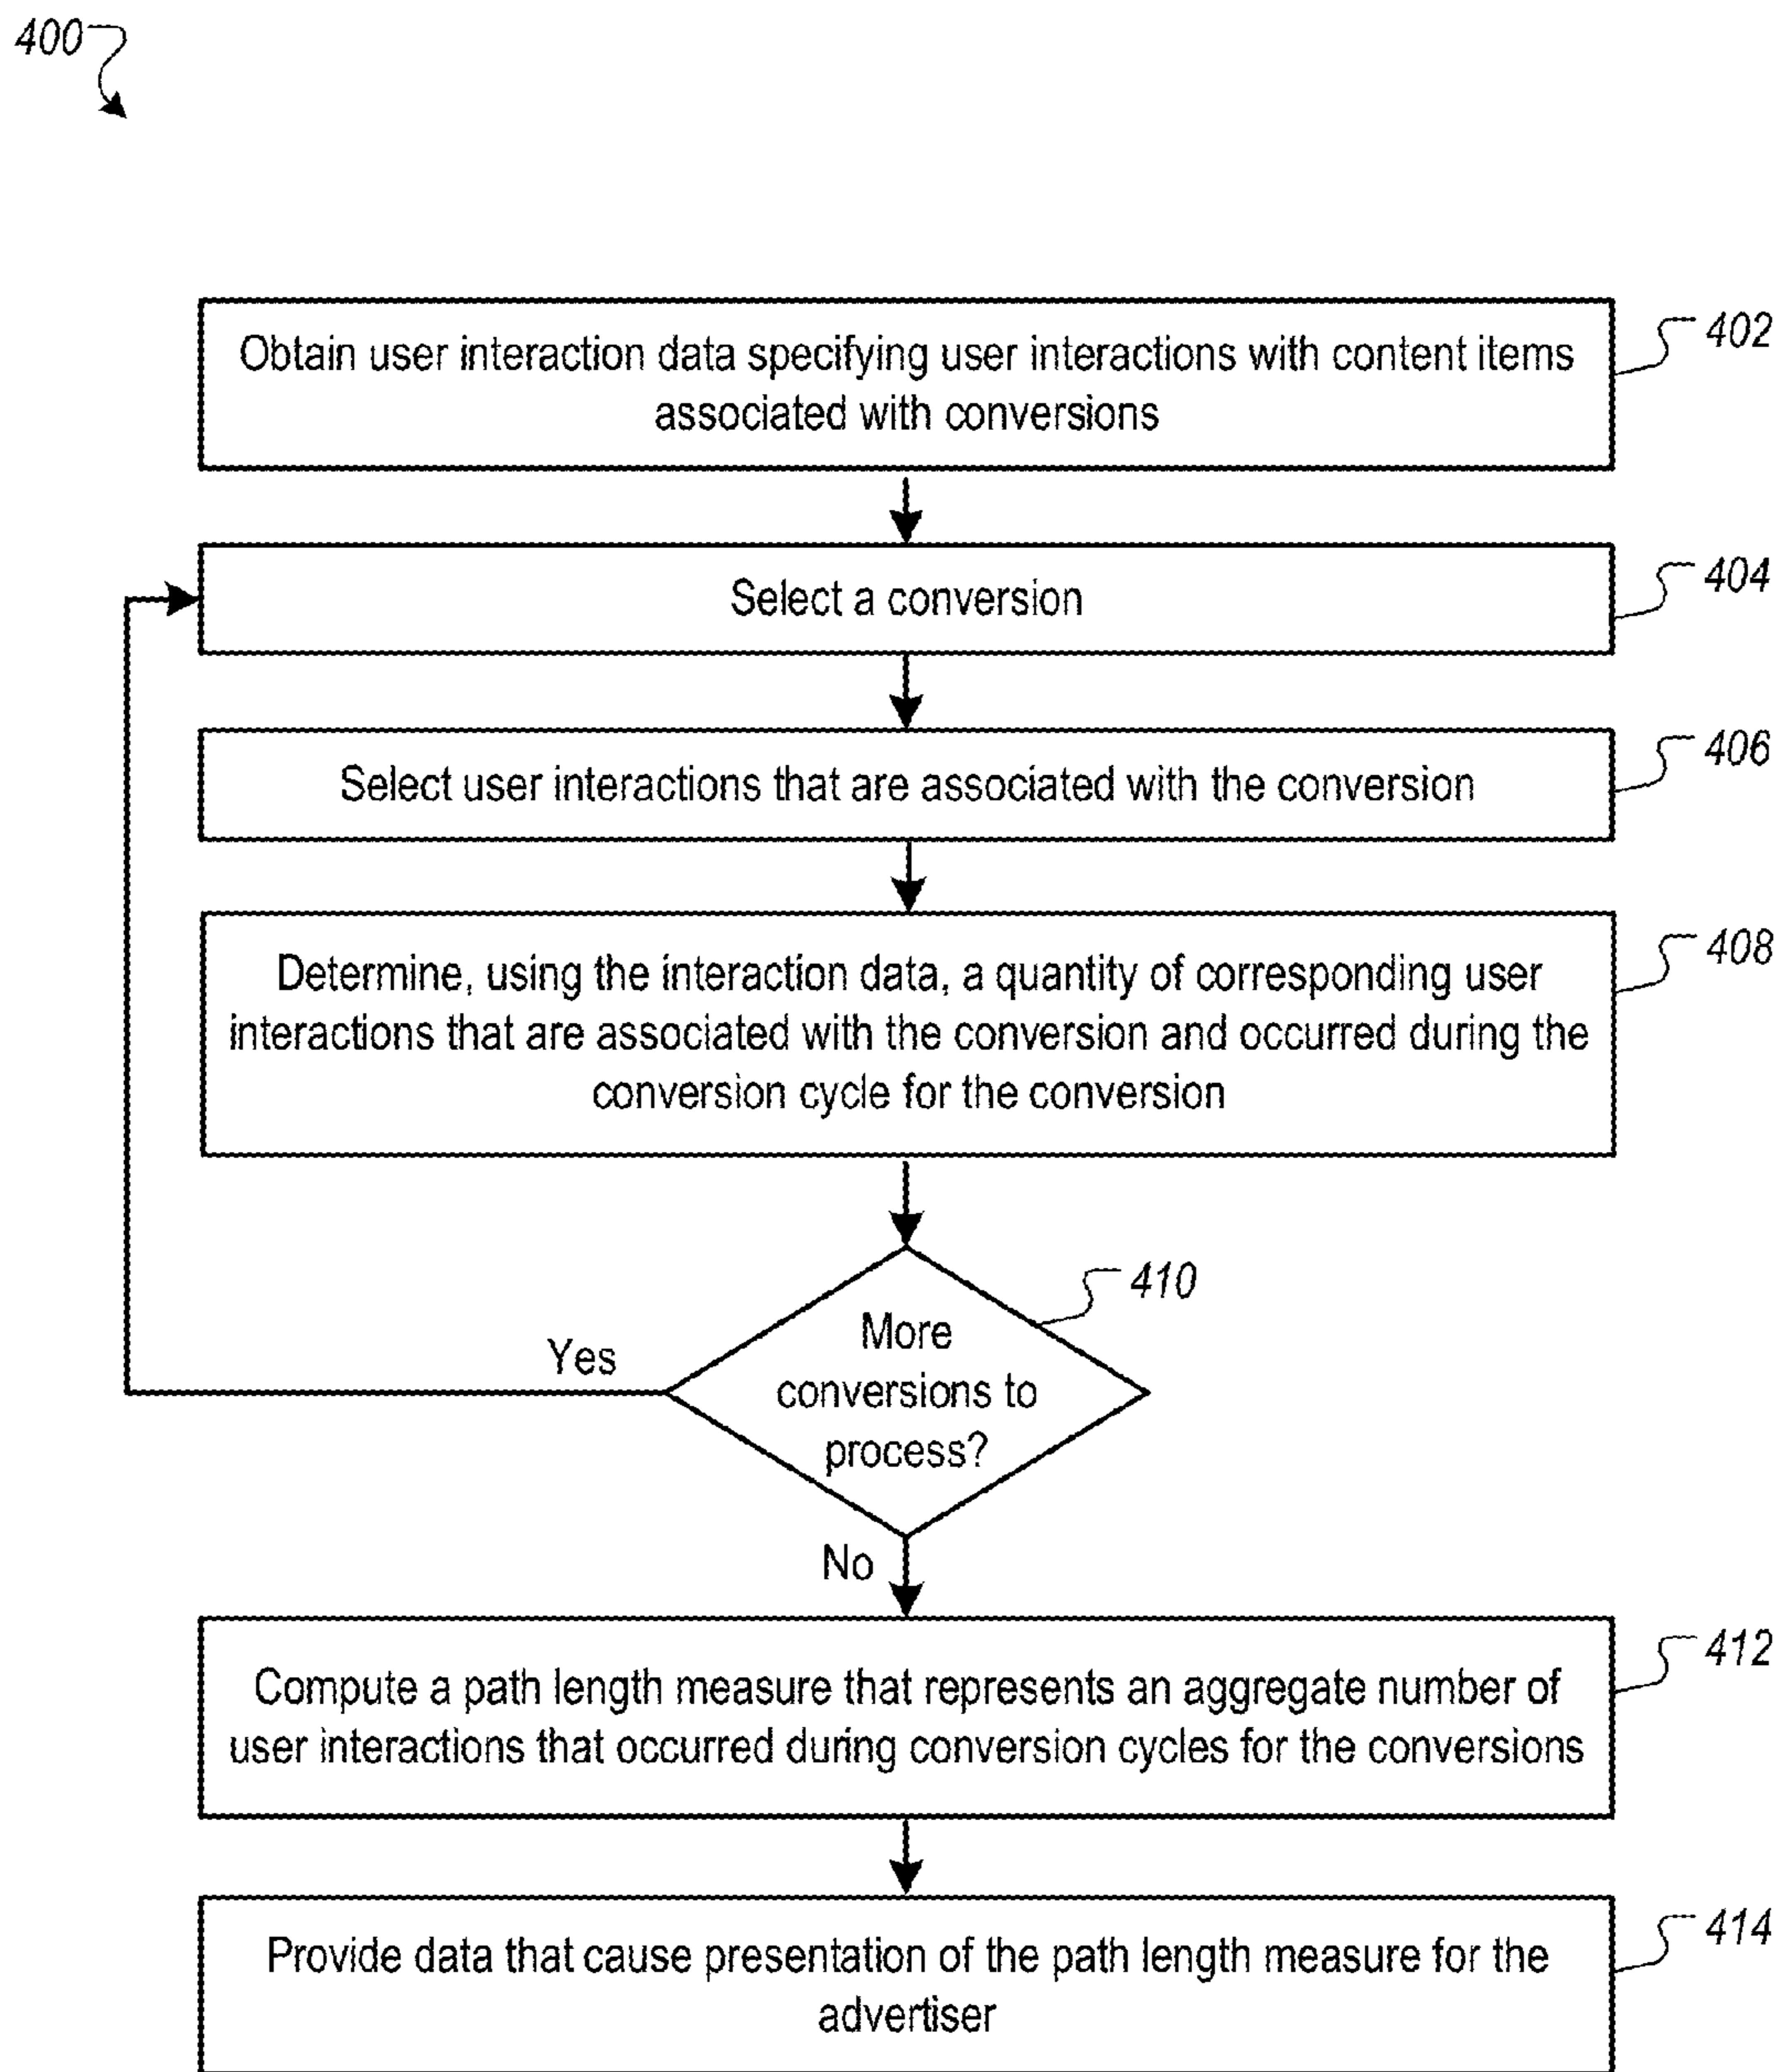 400
Obtain user interaction data specifying user interactions with content items
associated with conversions
402
Select a conversion
404
Select user interactions that are associated with the conversion
406
Determine, using the interaction data, a quantity of corresponding user
interactions that are associated with the conversion and occurred during the
conversion cycle for the conversion
408
More
conversions to
process?
410
Yes
No
Compute a path length measure that represents an aggregate number of
user interactions that occurred during conversion cycles for the conversions
412
Provide data that cause presentation of the path length measure for the
advertiser
414